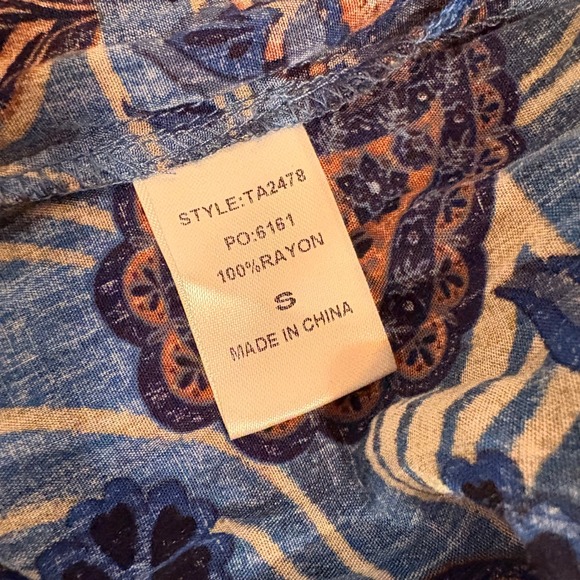 STYLE:TA2478
PO:6161
100%RAYON
S
MADE IN CHINA